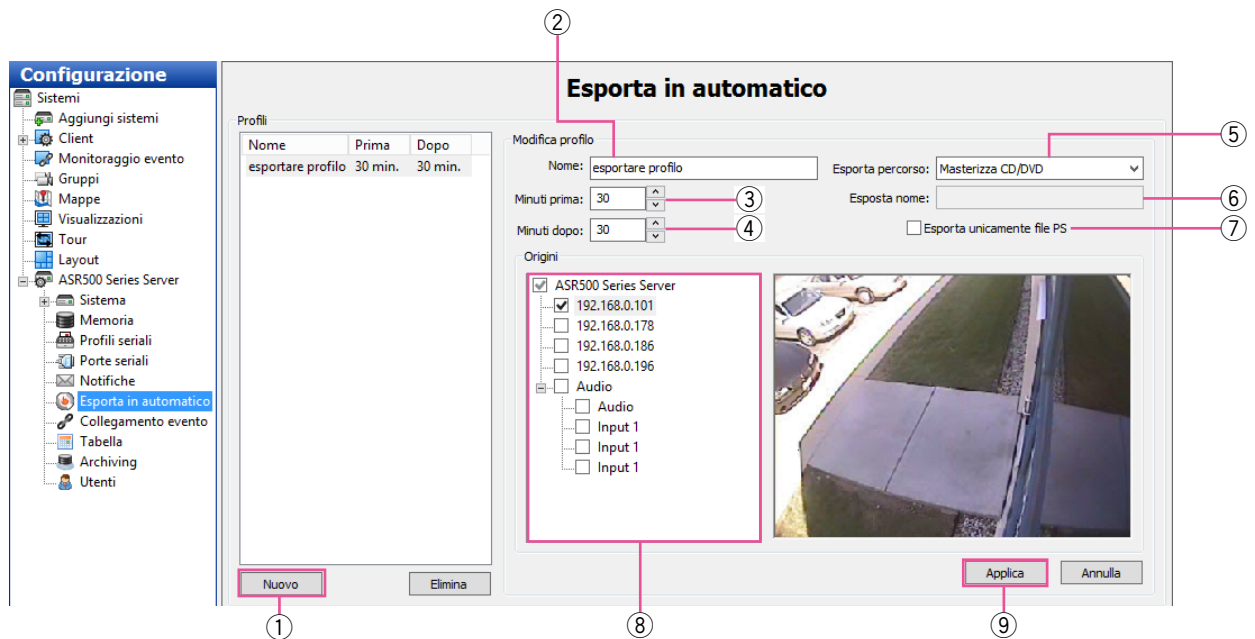 ②
Configurazione
Sistemi
Aggiungi sistemi
Client
Monitoraggio evento
Gruppi
Mappe
Visualizzazioni
Tour
Layout
ASR500 Series Server
Sistema
Memoria
Profili seriali
Porte seriali
Notifiche
Esporta in automatico
Collegamento evento
Tabella
Archiving
Utenti
Esporta in automatico
Profili
Nome Prima Dopo
esportare profilo 30 min. 30 min.
Nuovo
Elimina
Modifica profilo
Nome: esportare profilo
Esporta percorso: Masterizza CD/DVD
⑤
Minuti prima: 30
③
Esposta nome:
⑥
Minuti dopo: 30
④
Esporta unicamente file PS
⑦
Origini
ASR500 Series Server
192.168.0.101
192.168.0.178
192.168.0.186
192.168.0.196
Audio
Audio
Input 1
Input 1
Input 1
Applica
Annulla
①
⑧
⑨